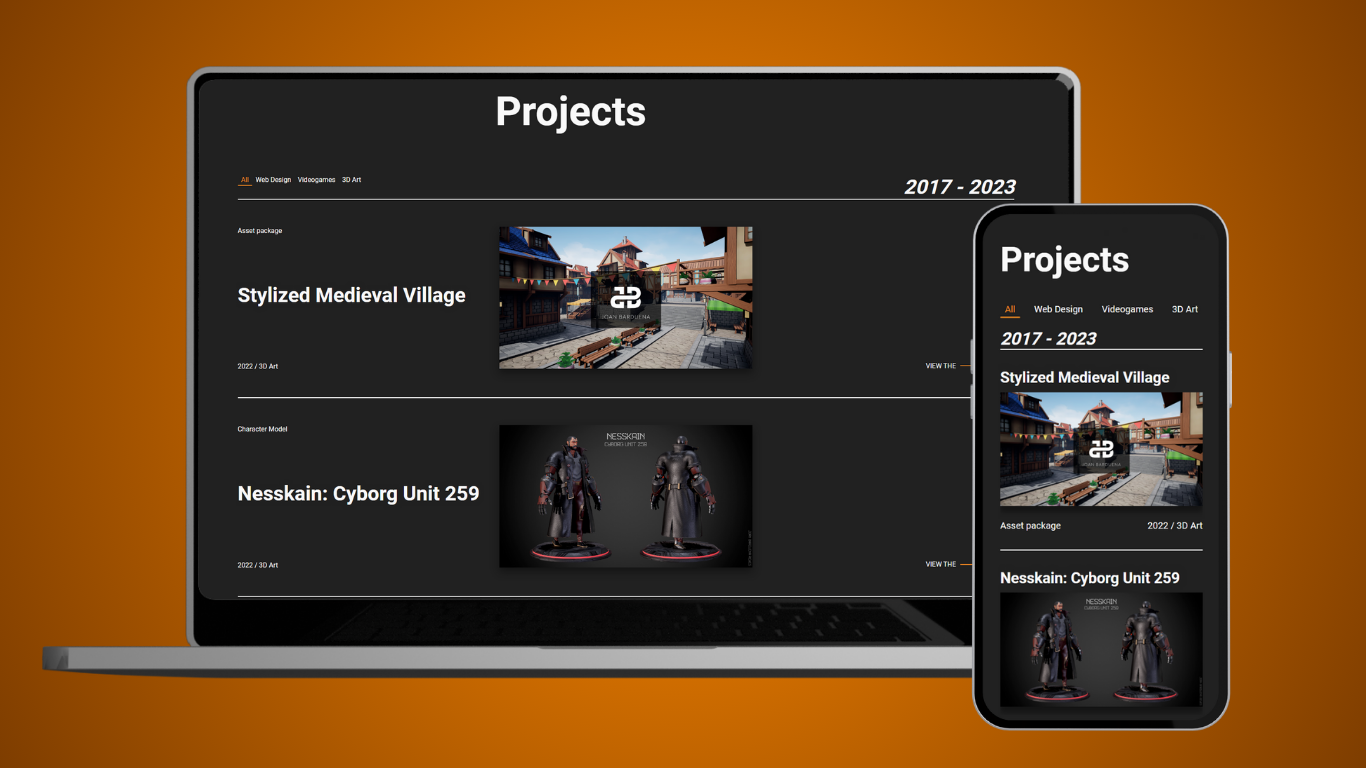 Projects
All Web Design Videogames 3D Art
2017 - 2023
Asset package
Stylized Medieval Village
JOAN BARDUENA
2022 / 3D Art
VIEW THE
Character Model
NESSKAIN
CYBORG UNIT 259
Nesskain: Cyborg Unit 259
2022 / 3D Art
VIEW THE
Projects
All Web Design Videogames 3D Art
2017 - 2023
Stylized Medieval Village
JOAN BARDUENA
Asset package 2022 / 3D Art
Nesskain: Cyborg Unit 259
NESSKAIN
CYBORG UNIT 259